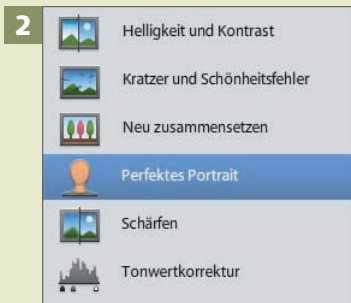 2
Helligkeit und Kontrast
Kratzer und Schönheitsfehler
Neu zusammensetzen
Perfektes Portrait
Schärfen
Tonwertkorrektur